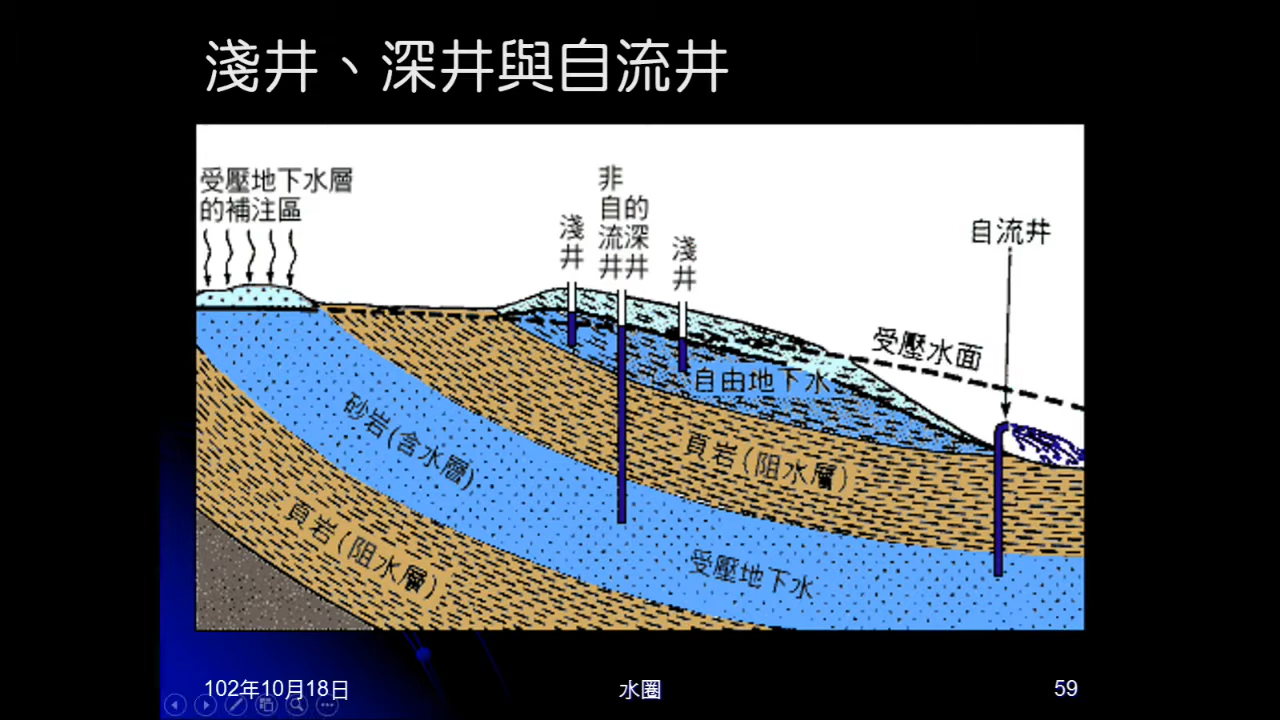 淺井、深井與自流井
受壓地下水層
的補注區
淺井
非自流井
的深井
淺井
自流井
受壓水面
自由地下水
砂岩(含水層)
頁岩(阻水層)
頁岩(阻水層)
受壓地下水
102年10月18日
水圈
59